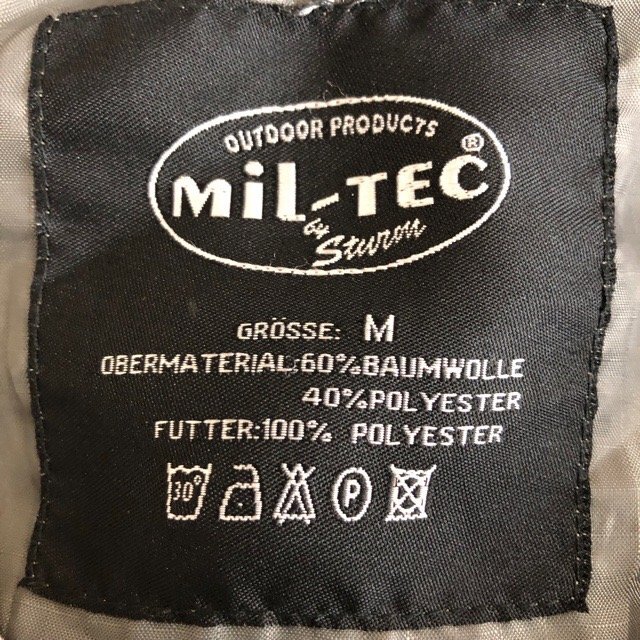 OUTDOOR PRODUCTS
MiL-TEC®
by Sturm
GRÖSSE: M
OBERMATERIAL:60%BAUMWOLLE
40%POLYESTER
FUTTER:100% POLYESTER
30° P